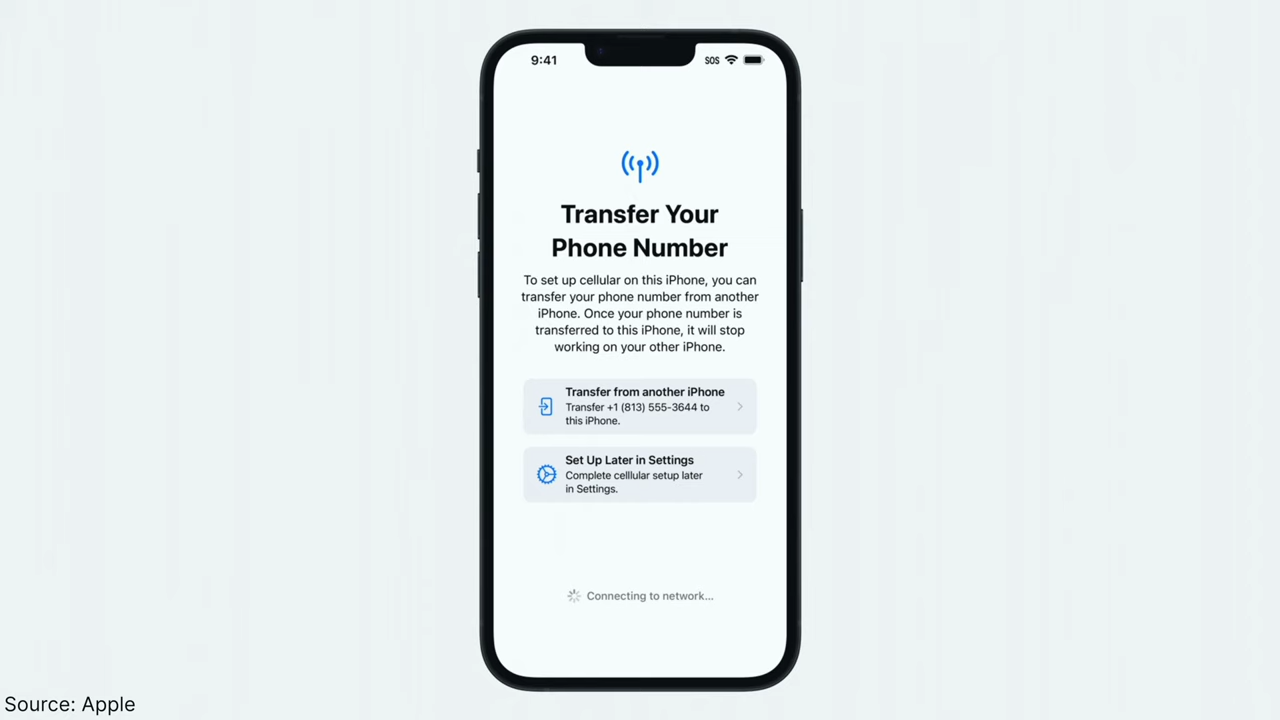 9:41
SOS
Transfer Your
Phone Number
To set up cellular on this iPhone, you can
transfer your phone number from another
iPhone. Once your phone number is
transferred to this iPhone, it will stop
working on your other iPhone.
Transfer from another iPhone
Transfer +1 (813) 555-3644 to
this iPhone.
Set Up Later in Settings
Complete celllular setup later
in Settings.
Connecting to network...
Source: Apple